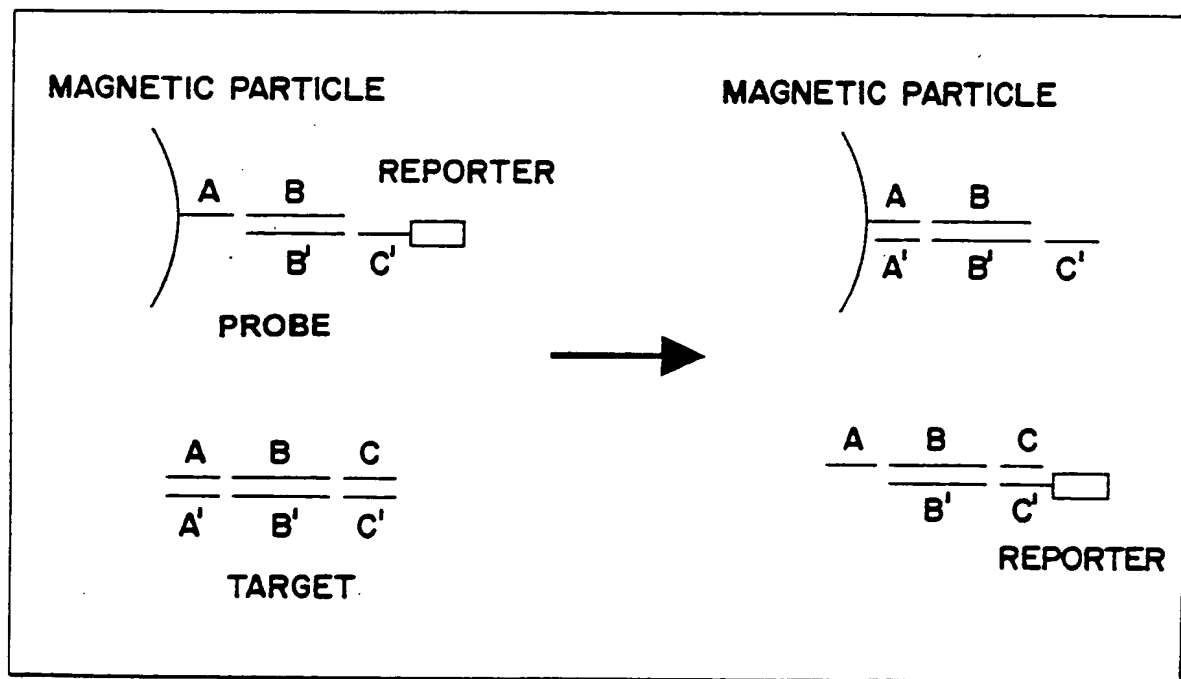 MAGNETIC PARTICLE
A B REPORTER
B' C'
PROBE
A B C
A' B' C'
TARGET
MAGNETIC PARTICLE
A B
A' B' C'
A B C
B' C'
REPORTER